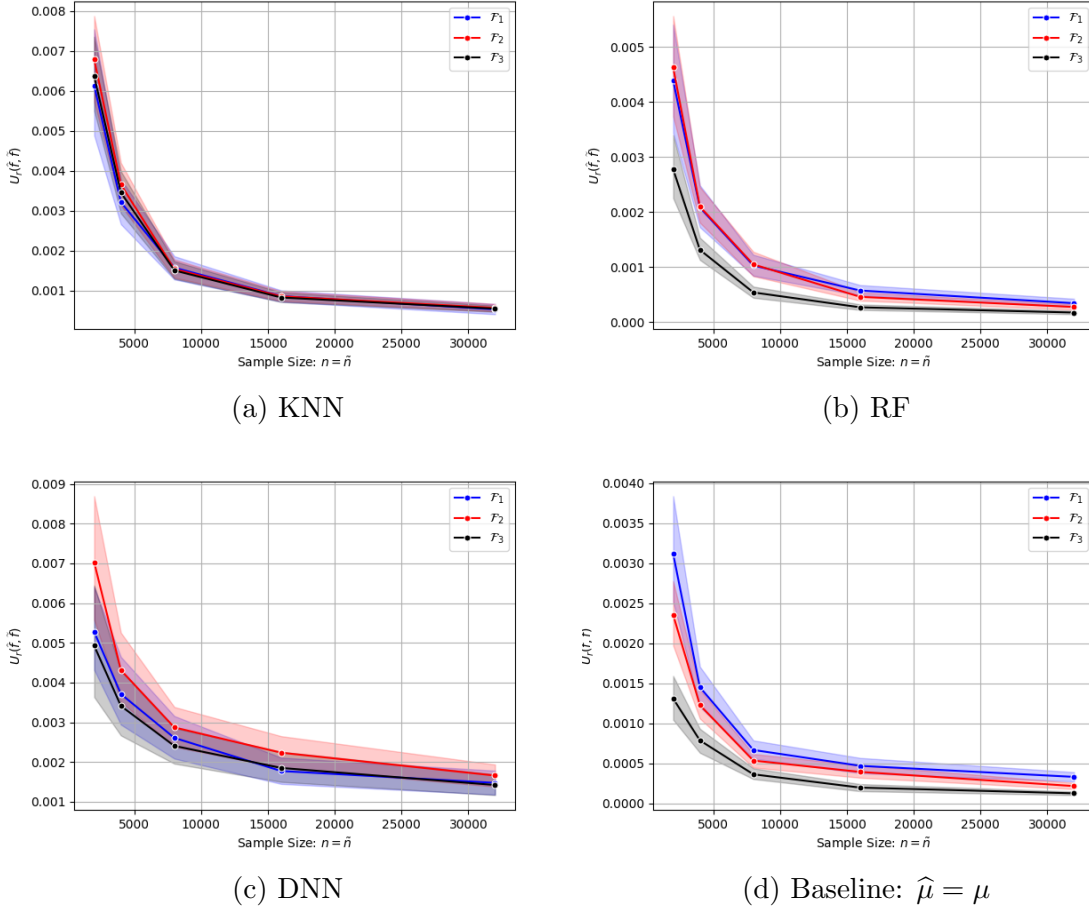 0.008
0.007
0.006
0.005
0.004
0.003
0.002
0.001
U_r(f̂, f̃)
5000 10000 15000 20000 25000 30000
Sample Size: n = ñ
ℱ₁
ℱ₂
ℱ₃
(a) KNN
0.005
0.004
0.003
0.002
0.001
0.000
U_r(f̂, f̃)
5000 10000 15000 20000 25000 30000
Sample Size: n = ñ
ℱ₁
ℱ₂
ℱ₃
(b) RF
0.009
0.008
0.007
0.006
0.005
0.004
0.003
0.002
0.001
U_r(f̂, f̃)
5000 10000 15000 20000 25000 30000
Sample Size: n = ñ
ℱ₁
ℱ₂
ℱ₃
(c) DNN
0.0040
0.0035
0.0030
0.0025
0.0020
0.0015
0.0010
0.0005
0.0000
5000 10000 15000 20000 25000 30000
Sample Size: n = ñ
ℱ₁
ℱ₂
ℱ₃
(d) Baseline: μ̂ = μ